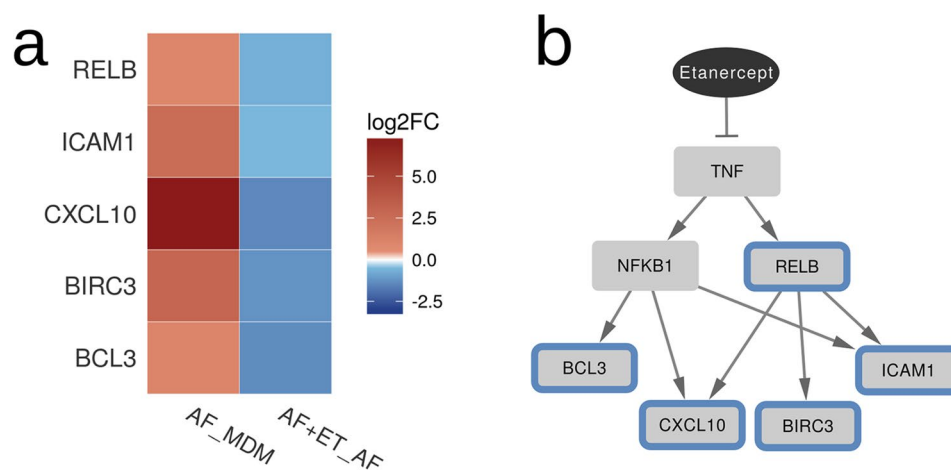 a
RELB
ICAM1
CXCL10
BIRC3
BCL3
AF_MDM
AF+ET_AF
log2FC
5.0
2.5
0.0
-2.5
b
Etanercept
TNF
NFKB1
RELB
BCL3
ICAM1
CXCL10
BIRC3